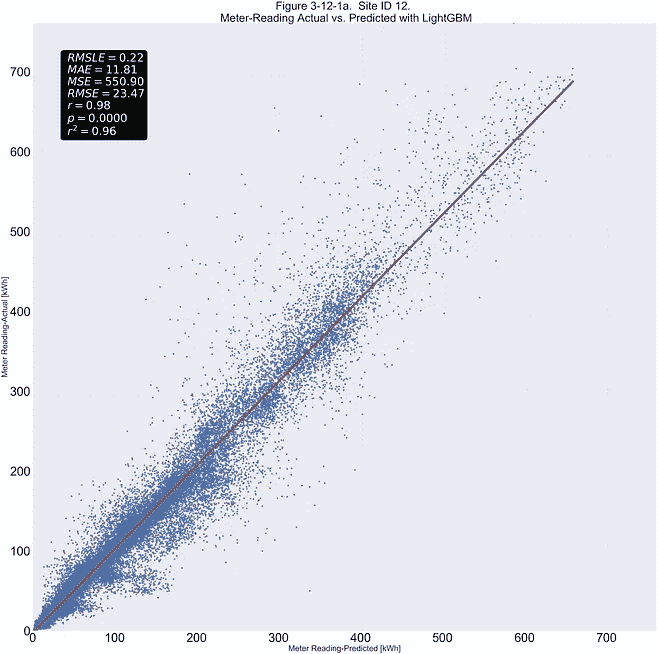 Figure 3-12-1a. Site ID 12.
Meter-Reading Actual vs. Predicted with LightGBM
RMSLE = 0.22
MAE = 11.81
MSE = 550.90
RMSE = 23.47
r = 0.98
p = 0.0000
r² = 0.96
700
600
500
400
300
200
100
0
Meter Reading-Actual [kWh]
0 100 200 300 400 500 600 700
Meter Reading-Predicted [kWh]